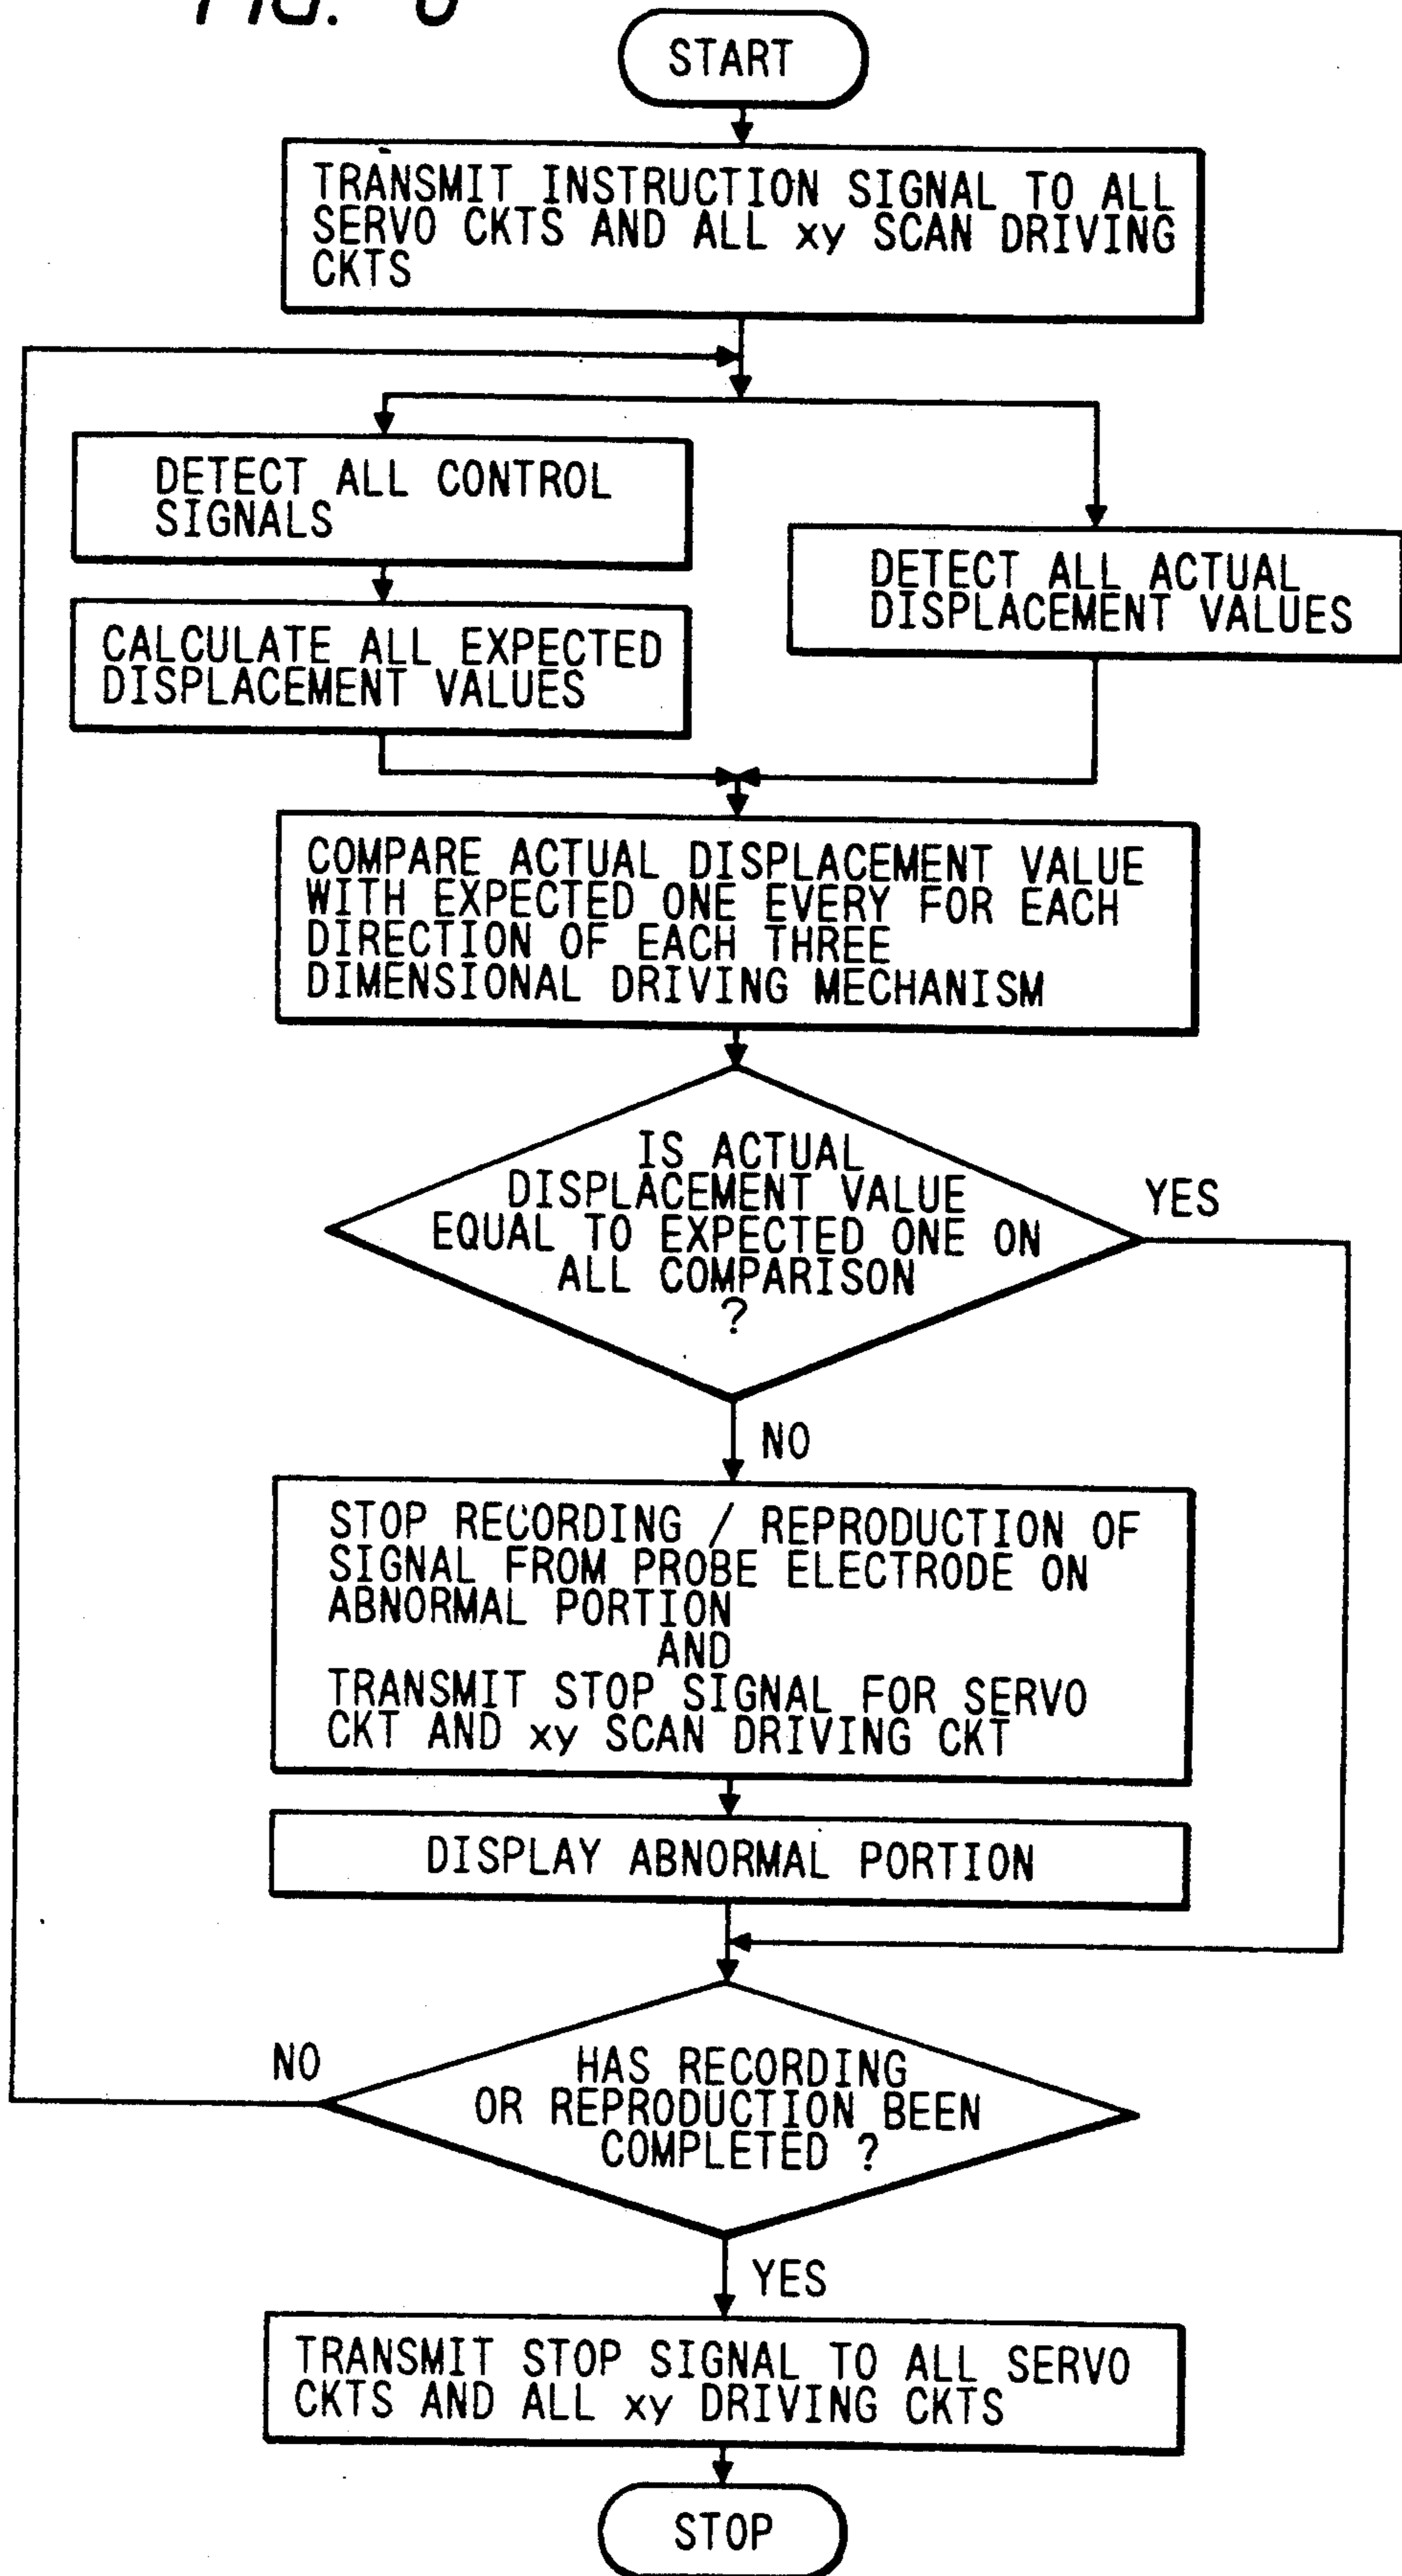 START
TRANSMIT INSTRUCTION SIGNAL TO ALL
SERVO CKTS AND ALL xy SCAN DRIVING
CKTS
DETECT ALL CONTROL
SIGNALS
DETECT ALL ACTUAL
DISPLACEMENT VALUES
CALCULATE ALL EXPECTED
DISPLACEMENT VALUES
COMPARE ACTUAL DISPLACEMENT VALUE
WITH EXPECTED ONE EVERY FOR EACH
DIRECTION OF EACH THREE
DIMENSIONAL DRIVING MECHANISM
IS ACTUAL
DISPLACEMENT VALUE
EQUAL TO EXPECTED ONE ON
ALL COMPARISON
?
YES
NO
STOP RECORDING / REPRODUCTION OF
SIGNAL FROM PROBE ELECTRODE ON
ABNORMAL PORTION
AND
TRANSMIT STOP SIGNAL FOR SERVO
CKT AND xy SCAN DRIVING CKT
DISPLAY ABNORMAL PORTION
NO
HAS RECORDING
OR REPRODUCTION BEEN
COMPLETED ?
YES
TRANSMIT STOP SIGNAL TO ALL SERVO
CKTS AND ALL xy DRIVING CKTS
STOP